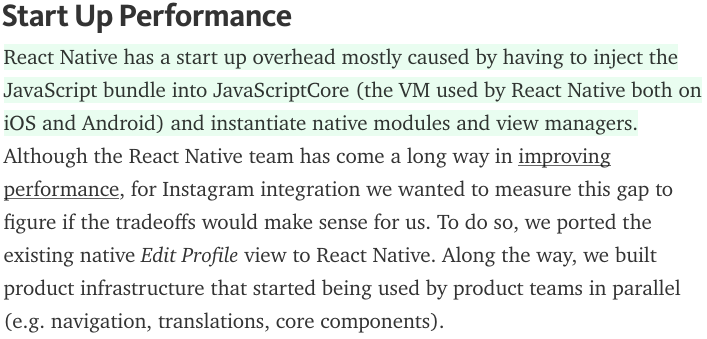 Start Up Performance
React Native has a start up overhead mostly caused by having to inject the
JavaScript bundle into JavaScriptCore (the VM used by React Native both on
iOS and Android) and instantiate native modules and view managers.
Although the React Native team has come a long way in improving
performance, for Instagram integration we wanted to measure this gap to
figure if the tradeoffs would make sense for us. To do so, we ported the
existing native Edit Profile view to React Native. Along the way, we built
product infrastructure that started being used by product teams in parallel
(e.g. navigation, translations, core components).